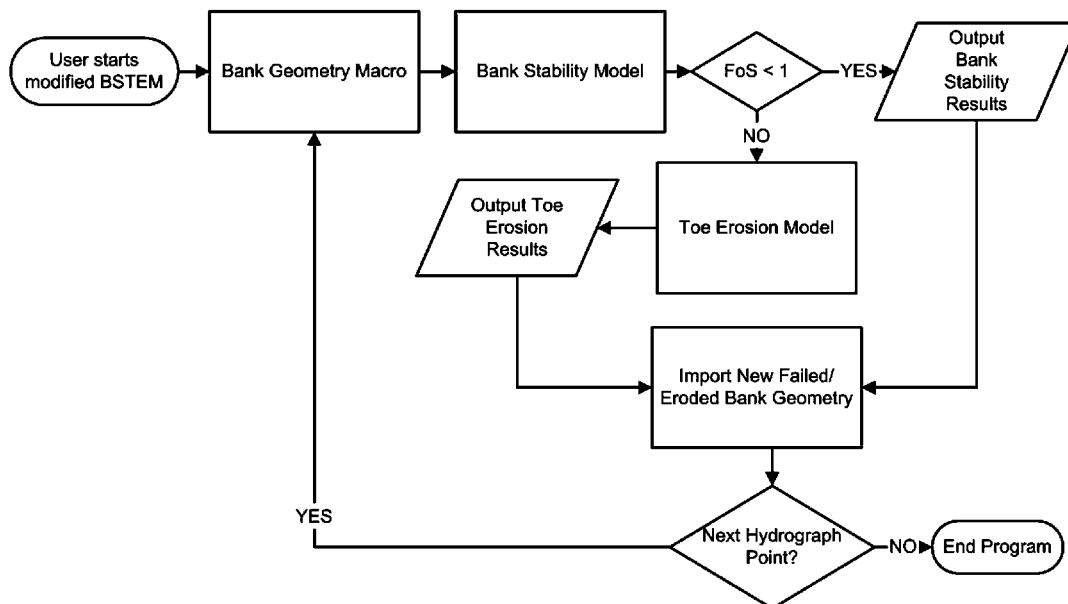 User starts
modified BSTEM
Bank Geometry Macro
Bank Stability Model
FoS < 1
YES
Output
Bank
Stability
Results
NO
Output Toe
Erosion
Results
Toe Erosion Model
Import New Failed/
Eroded Bank Geometry
YES
Next Hydrograph
Point?
NO
End Program